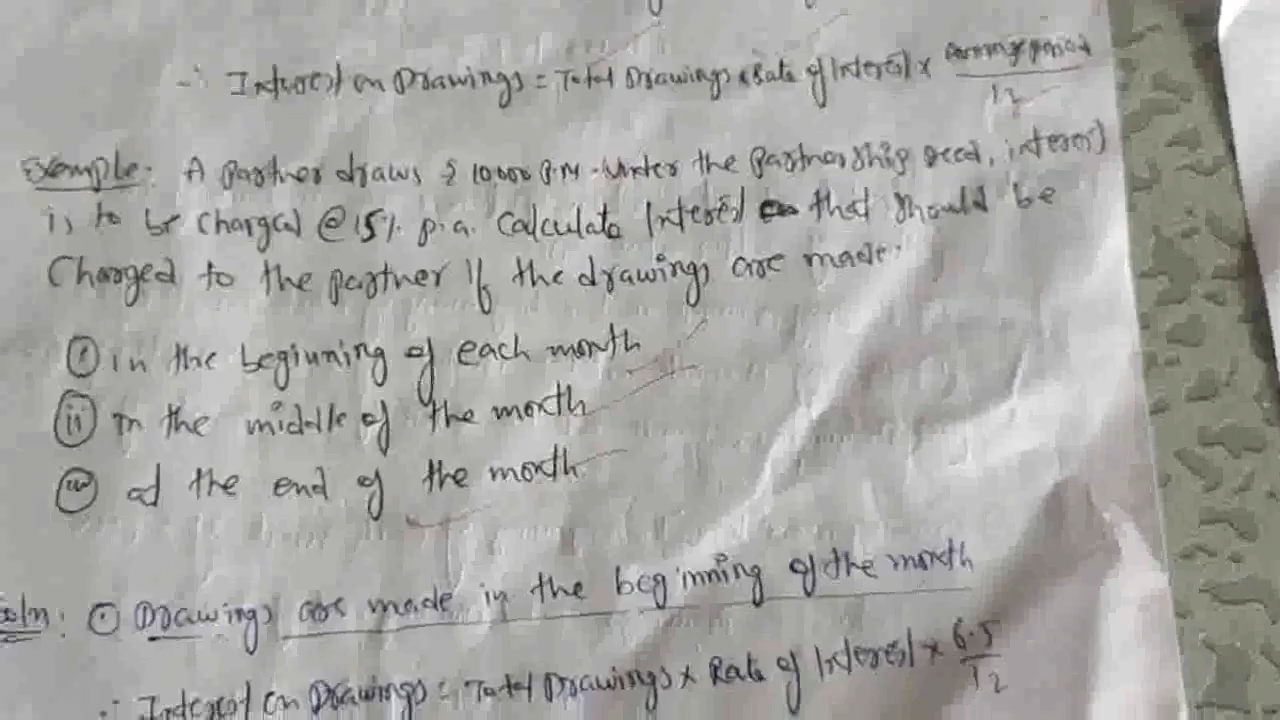 ∴ Interest on Drawings = Total Drawings x Rate of Interest x /12
Example: A partner draws ₹ 10,000 P.M. Under the partnership deed, interest
is to be charged @ 15% p.a. Calculate Interest that should be
Charged to the partner if the drawings are made:
(i) in the beginning of each month
(ii) in the middle of the month
(iii) at the end of the month
Soln: (i) Drawings are made in the beginning of the month
∴ Interest on Drawings = Total Drawings x Rate of Interest x 6.5/12